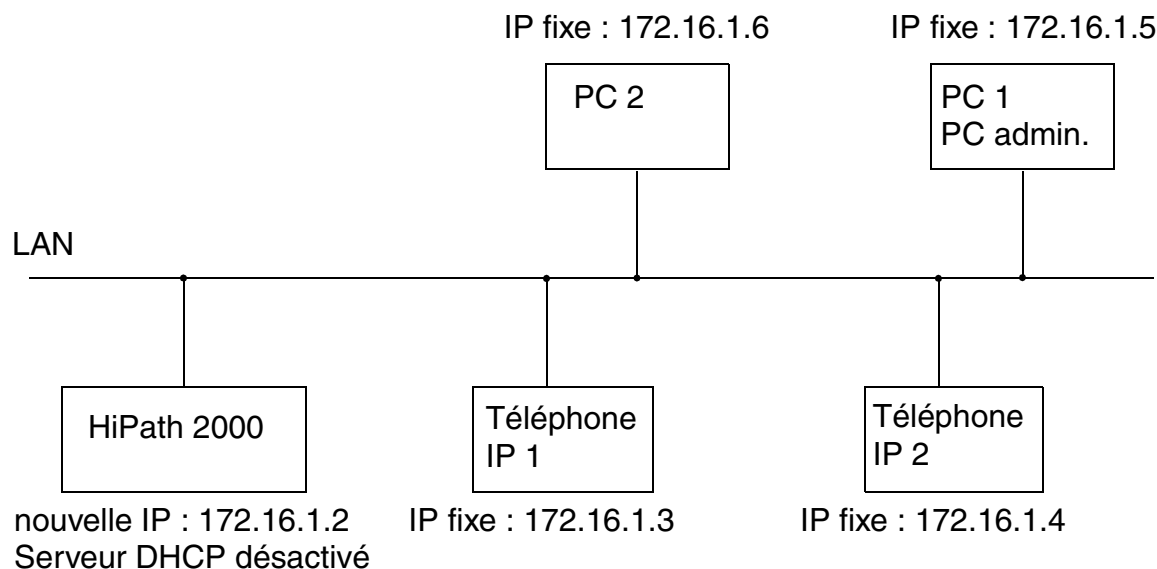 IP fixe : 172.16.1.6
IP fixe : 172.16.1.5
PC 2
PC 1
PC admin.
LAN
HiPath 2000
Téléphone
IP 1
Téléphone
IP 2
nouvelle IP : 172.16.1.2
Serveur DHCP désactivé
IP fixe : 172.16.1.3
IP fixe : 172.16.1.4